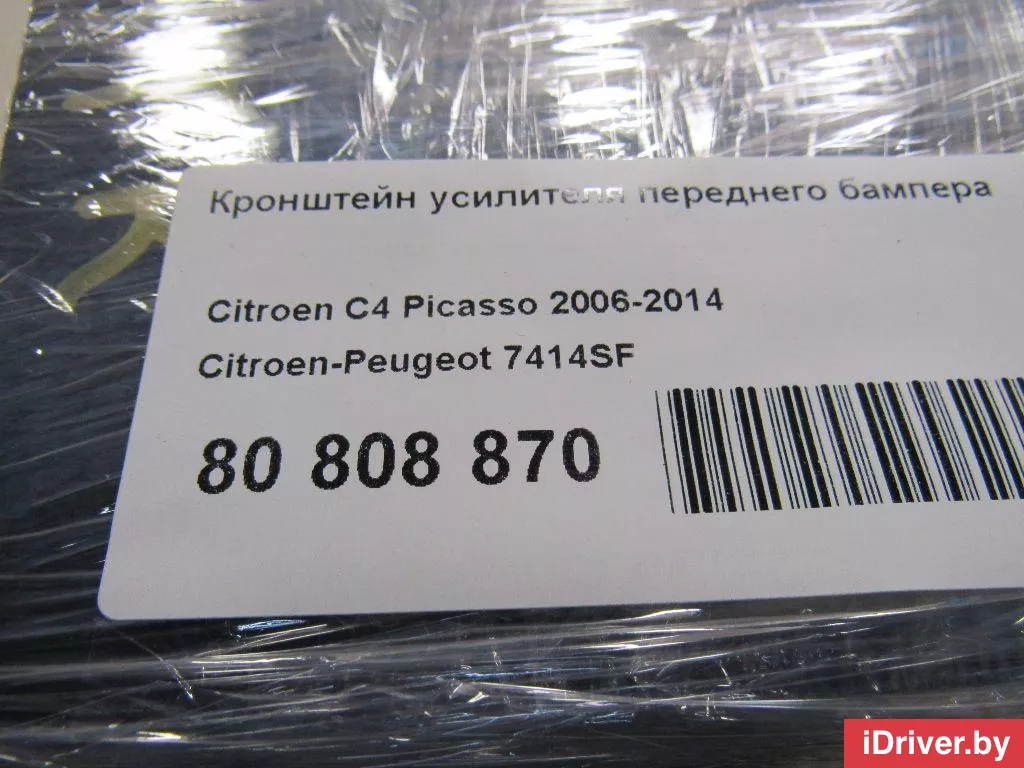 Кронштейн усилителя переднего бампера
Citroen C4 Picasso 2006-2014
Citroen-Peugeot 7414SF
80 808 870
iDriver.by